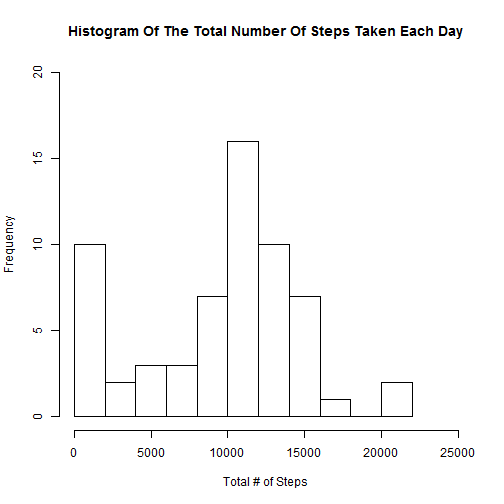 Histogram Of The Total Number Of Steps Taken Each Day
Frequency
20
15
10
5
0
0 5000 10000 15000 20000 25000
Total # of Steps